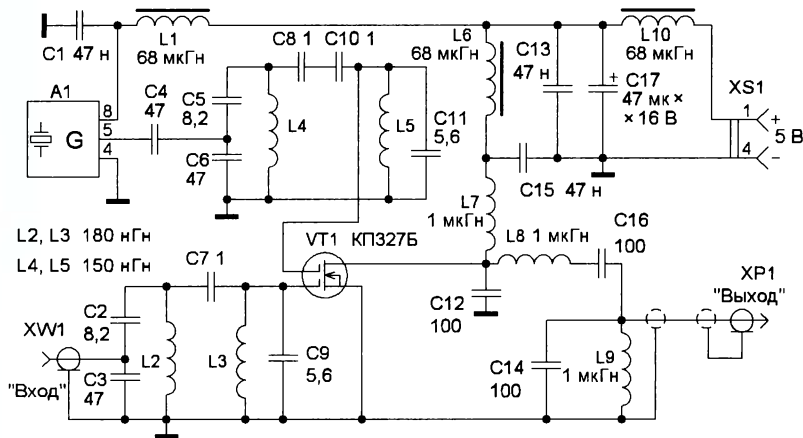 C1 47 н
L1
68 мкГн
C8 1
C10 1
L6
68 мкГн
C13
47 н
L10
68 мкГн
C17
+
47 мк ×
× 16 В
XS1
1
+
5 В
4
−
A1
G
8
5
4
C4
47
C5
8,2
C6
47
L4
L5
C11
5,6
C15 47 н
L7
1 мкГн
L2, L3 180 нГн
L4, L5 150 нГн
C7 1
VT1 КП327Б
L8 1 мкГн
C16
100
XP1
"Выход"
C2
8,2
XW1
"Вход"
C3
47
L2
L3
C9
5,6
C12
100
C14
100
L9
1 мкГн